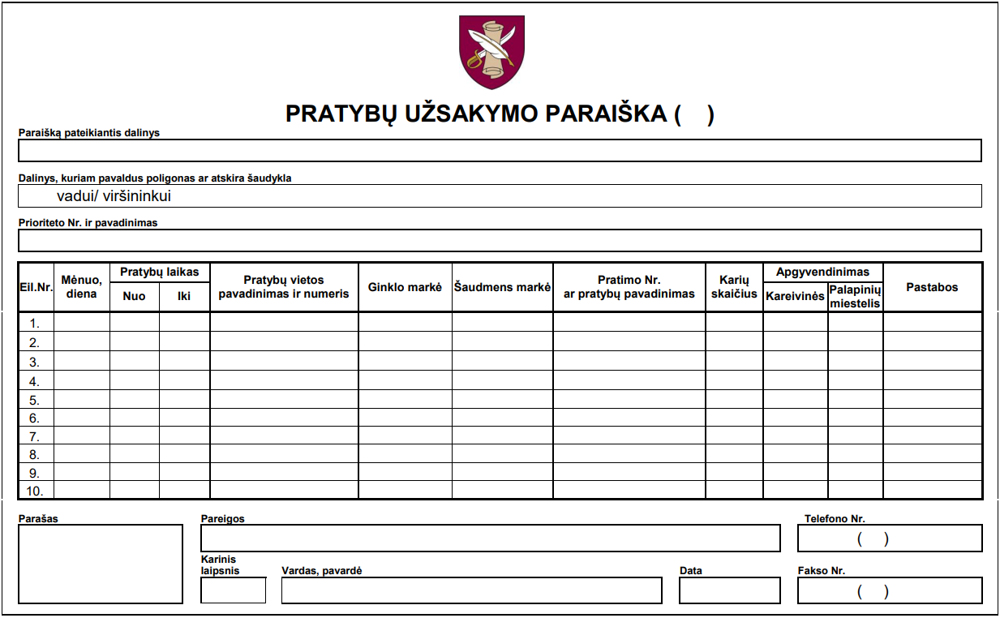 PRATYBŲ UŽSAKYMO PARAIŠKA ( )
Paraišką pateikiantis dalinys
Dalinys, kuriam pavaldus poligonas ar atskira šaudykla
vadui/ viršininkui
Prioriteto Nr. ir pavadinimas
Eil.Nr.
Mėnuo,
diena
Pratybų laikas
Nuo
Iki
Pratybų vietos
pavadinimas ir numeris
Ginklo markė
Šaudmens markė
Pratimo Nr.
ar pratybų pavadinimas
Karių
skaičius
Apgyvendinimas
Kareivinės
Palapinių
miestelis
Pastabos
1.
2.
3.
4.
5.
6.
7.
8.
9.
10.
Parašas
Pareigos
Telefono Nr.
( )
Karinis
laipsnis
Vardas, pavardė
Data
Fakso Nr.
( )